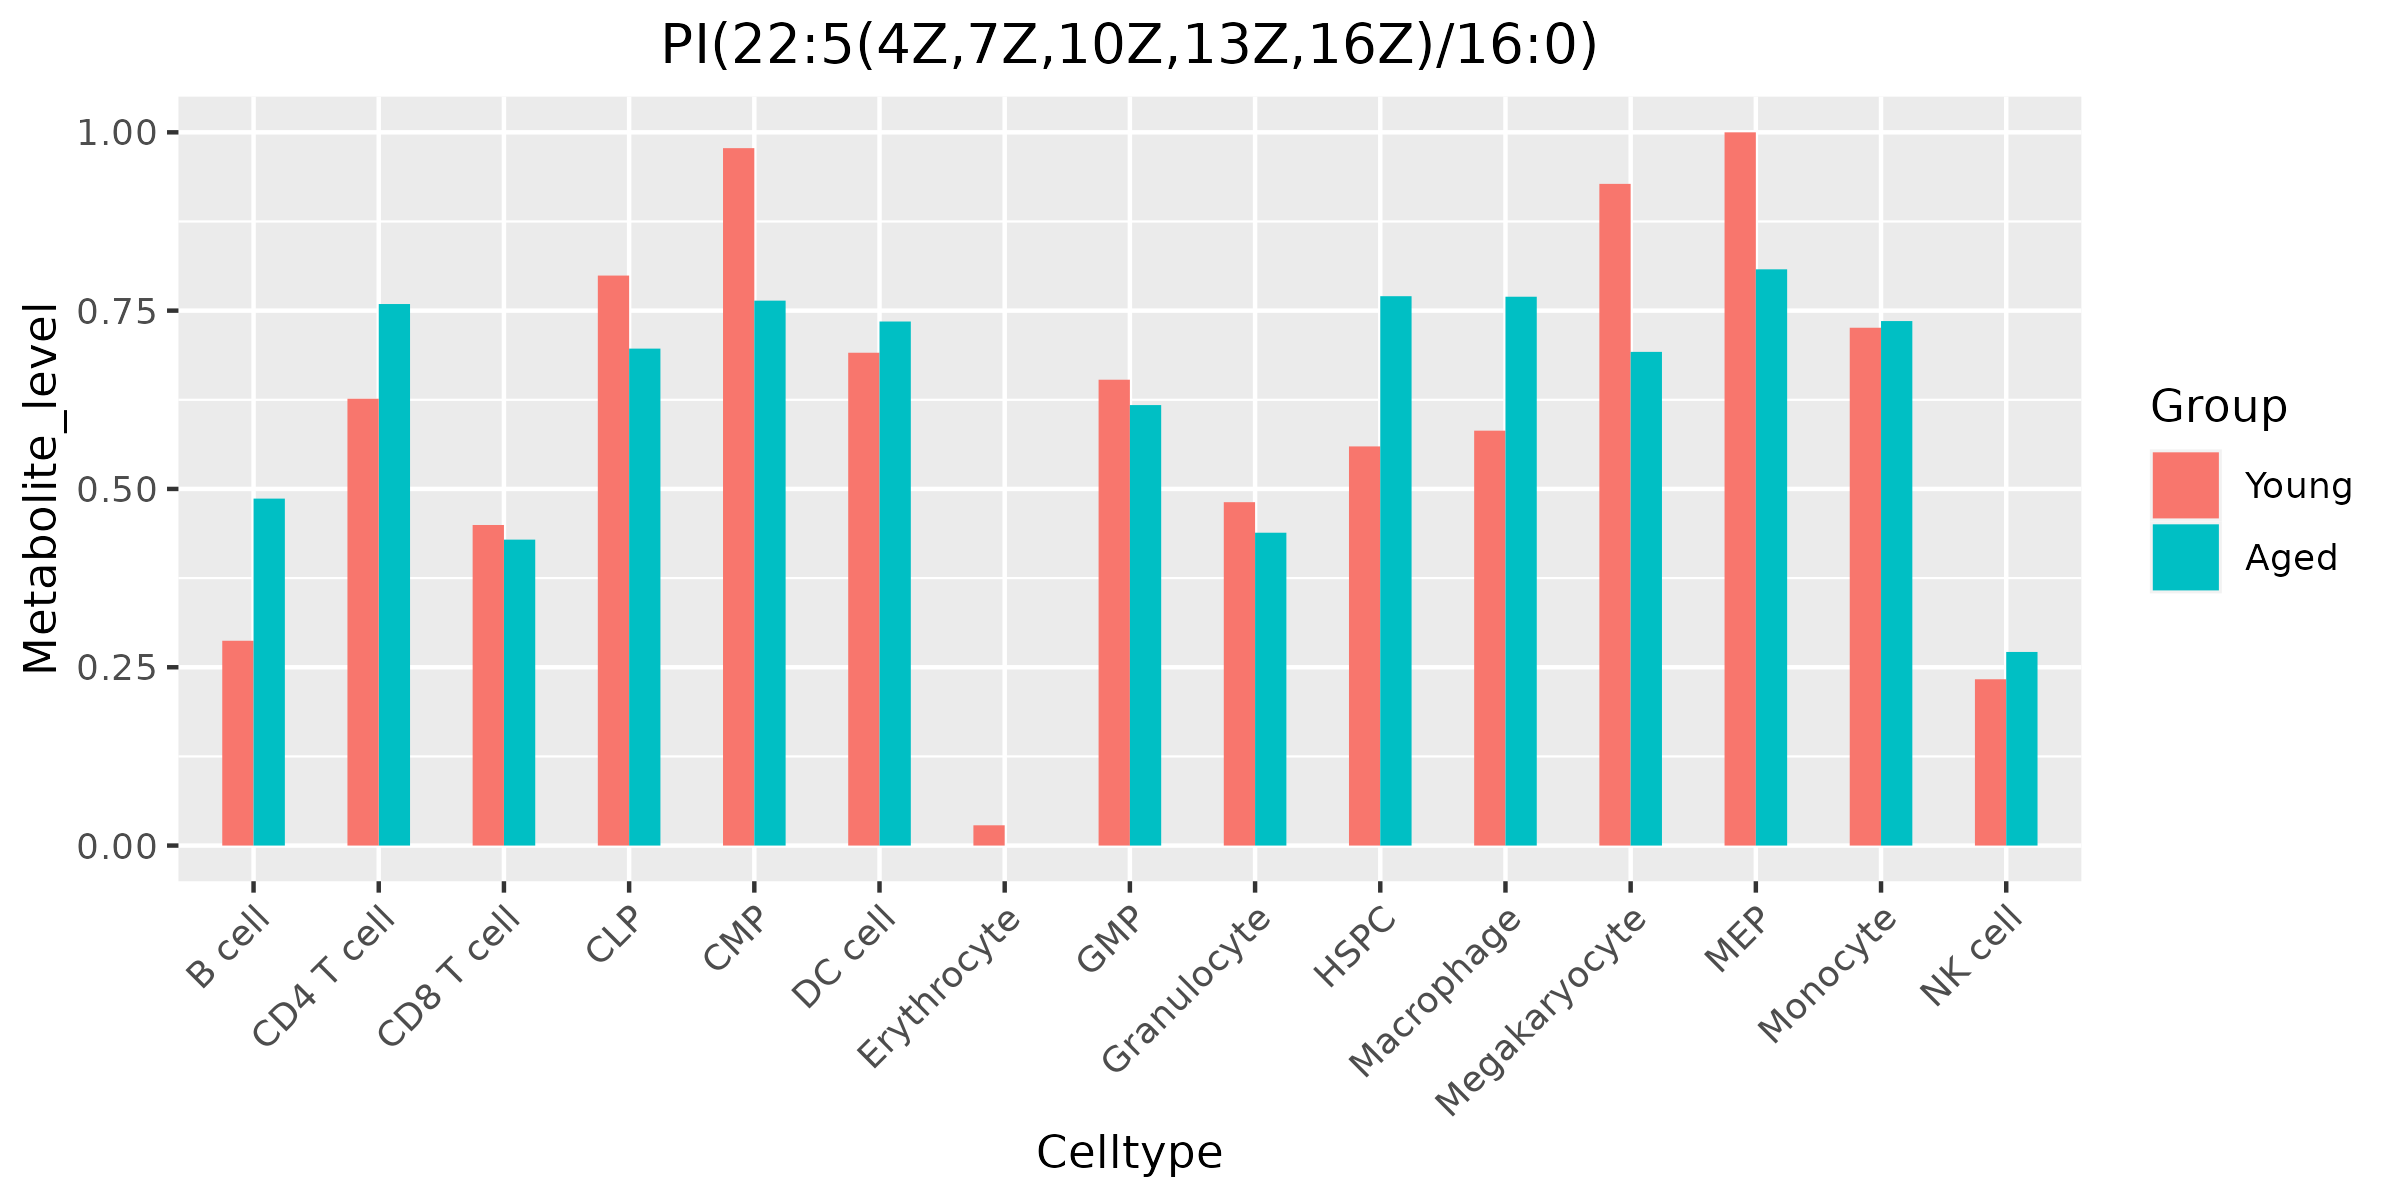 PI(22:5(4Z,7Z,10Z,13Z,16Z)/16:0)
Metabolite_level
1.00
0.75
0.50
0.25
0.00
B cell
CD4 T cell
CD8 T cell
CLP
CMP
DC cell
Erythrocyte
GMP
Granulocyte
HSPC
Macrophage
Megakaryocyte
MEP
Monocyte
NK cell
Celltype
Group
Young
Aged